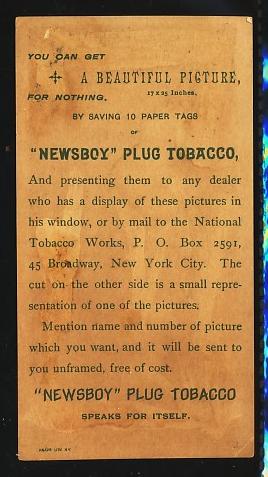 YOU CAN GET
A BEAUTIFUL PICTURE,
FOR NOTHING.
17 x 25 Inches.
BY SAVING 10 PAPER TAGS
OF
"NEWSBOY" PLUG TOBACCO,
And presenting them to any dealer
who has a display of these pictures in
his window, or by mail to the National
Tobacco Works, P. O. Box 2591,
45 Broadway, New York City. The
cut on the other side is a small repre-
sentation of one of the pictures.
Mention name and number of picture
which you want, and it will be sent to
you unframed, free of cost.
"NEWSBOY" PLUG TOBACCO
SPEAKS FOR ITSELF.